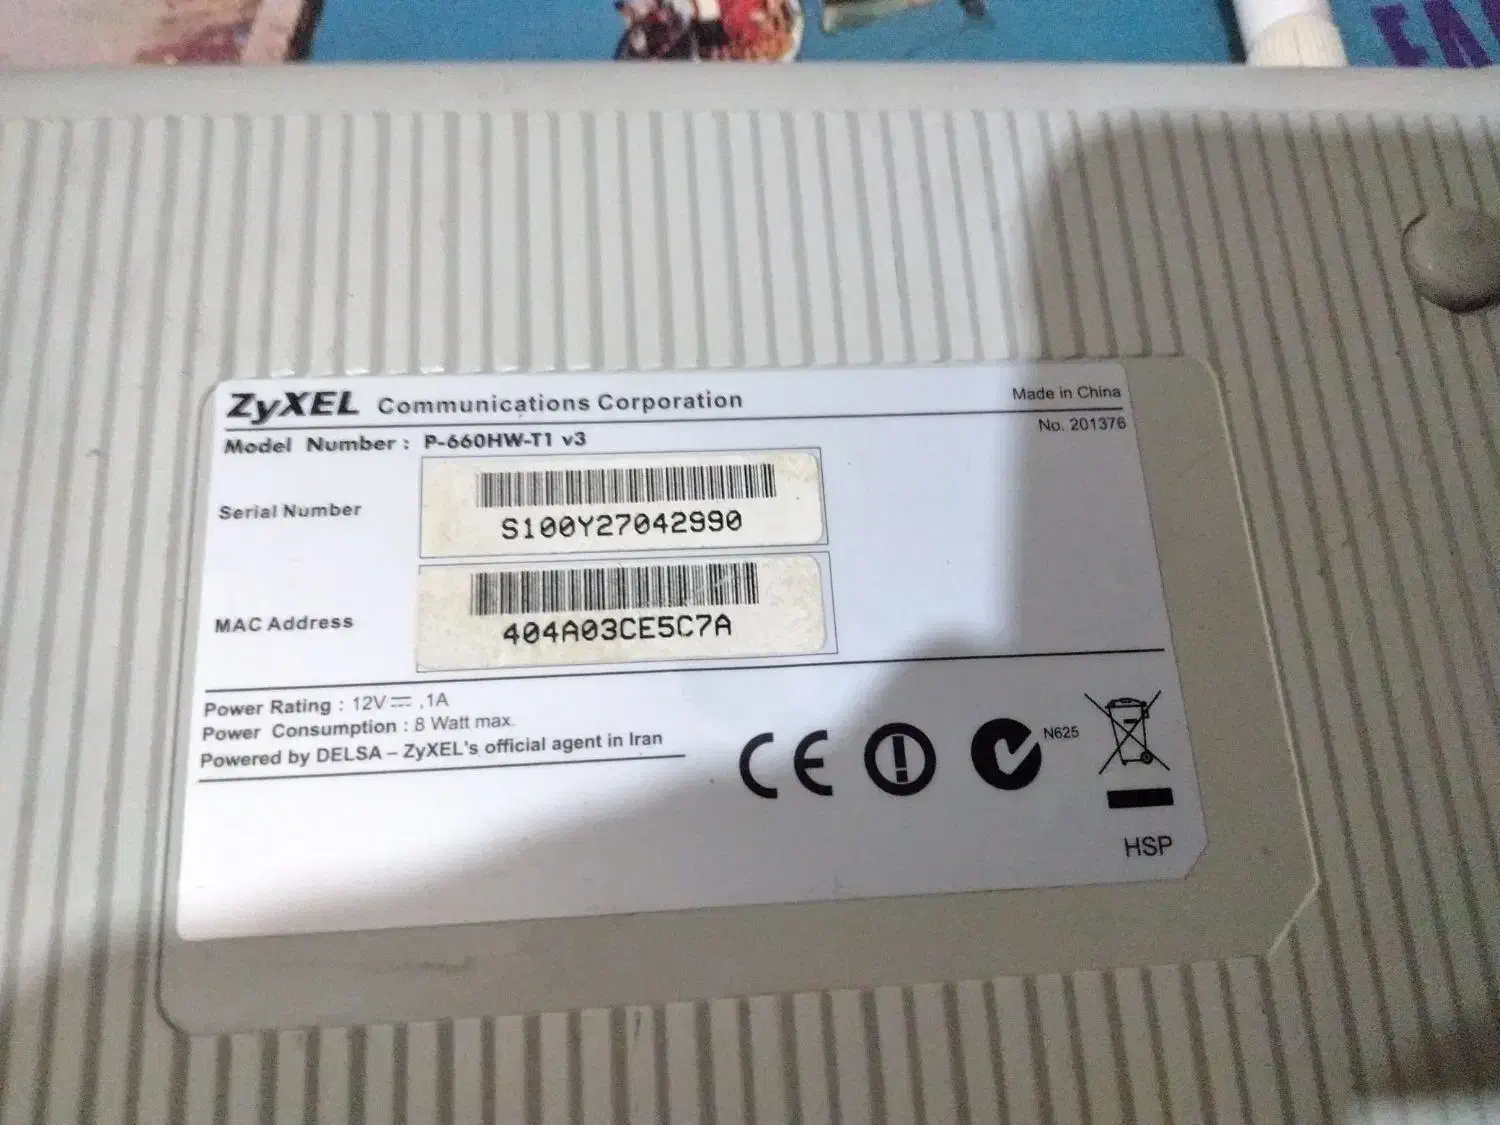 FA
ZyXEL Communications Corporation
Made in China
Model Number : P-660HW-T1 v3
No. 201376
Serial Number
S100Y27042990
MAC Address
404A03CE5C7A
Power Rating : 12V⎓ ,1A
Power Consumption : 8 Watt max.
Powered by DELSA – ZyXEL's official agent in Iran
CE
N625
HSP